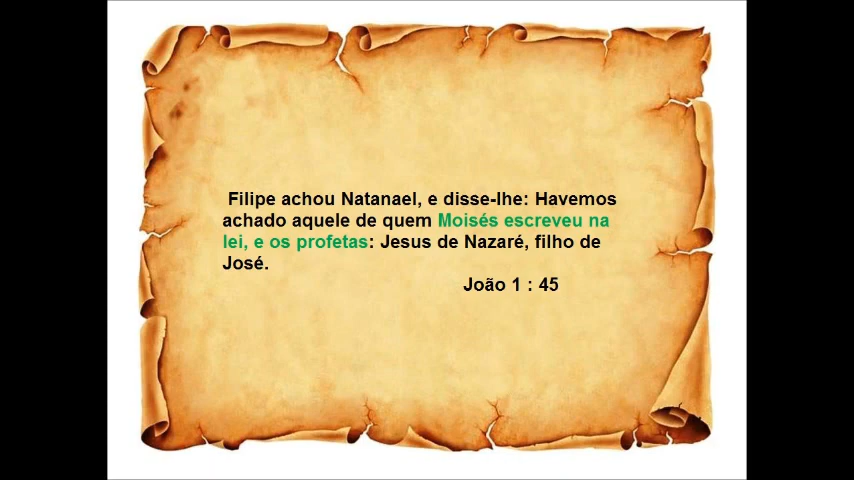 Filipe achou Natanael, e disse-lhe: Havemos
achado aquele de quem Moisés escreveu na
lei, e os profetas: Jesus de Nazaré, filho de
José.
João 1 : 45